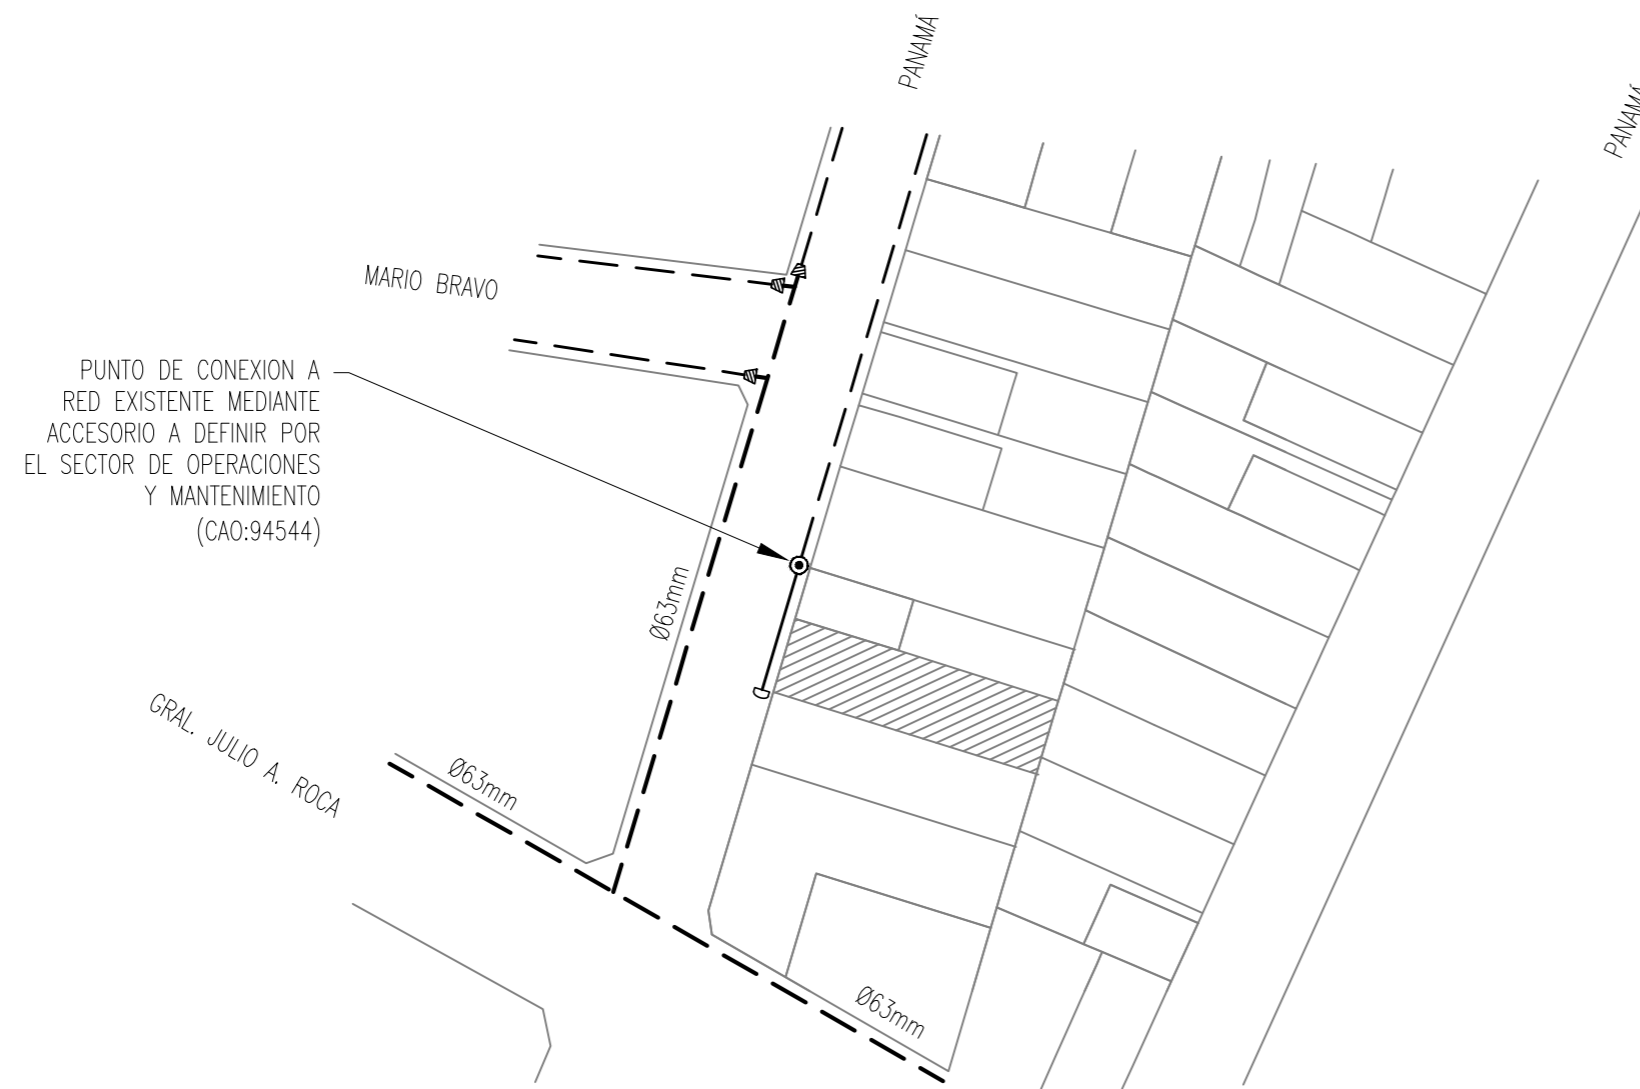 PANAMÁ
PANAMÁ
MARIO BRAVO
PUNTO DE CONEXION A
RED EXISTENTE MEDIANTE
ACCESORIO A DEFINIR POR
EL SECTOR DE OPERACIONES
Y MANTENIMIENTO
(CAO:94544)
Ø63mm
GRAL. JULIO A. ROCA
Ø63mm
Ø63mm